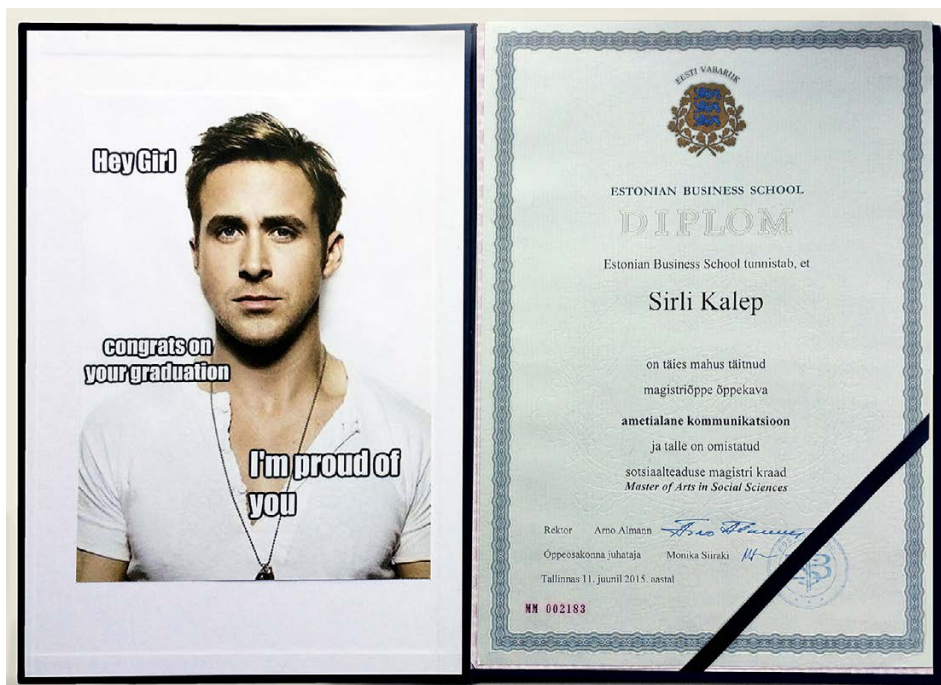 Hey Girl
congrats on
your graduation
I'm proud of
you
EESTI VABARIIK
ESTONIAN BUSINESS SCHOOL
DIPLOM
Estonian Business School tunnistab, et
Sirli Kalep
on täies mahus täitnud
magistriõppe õppekava
ametialane kommunikatsioon
ja talle on omistatud
sotsiaalteaduse magistri kraad
Master of Arts in Social Sciences
Rektor Arno Almann
Õppeosakonna juhataja Monika Siiraki
Tallinnas 11. juunil 2015. aastal
MM 002183